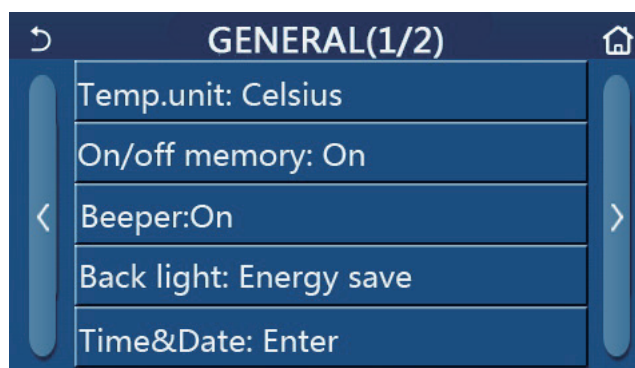 GENERAL(1/2)
Temp.unit: Celsius
On/off memory: On
Beeper:On
Back light: Energy save
Time&Date: Enter